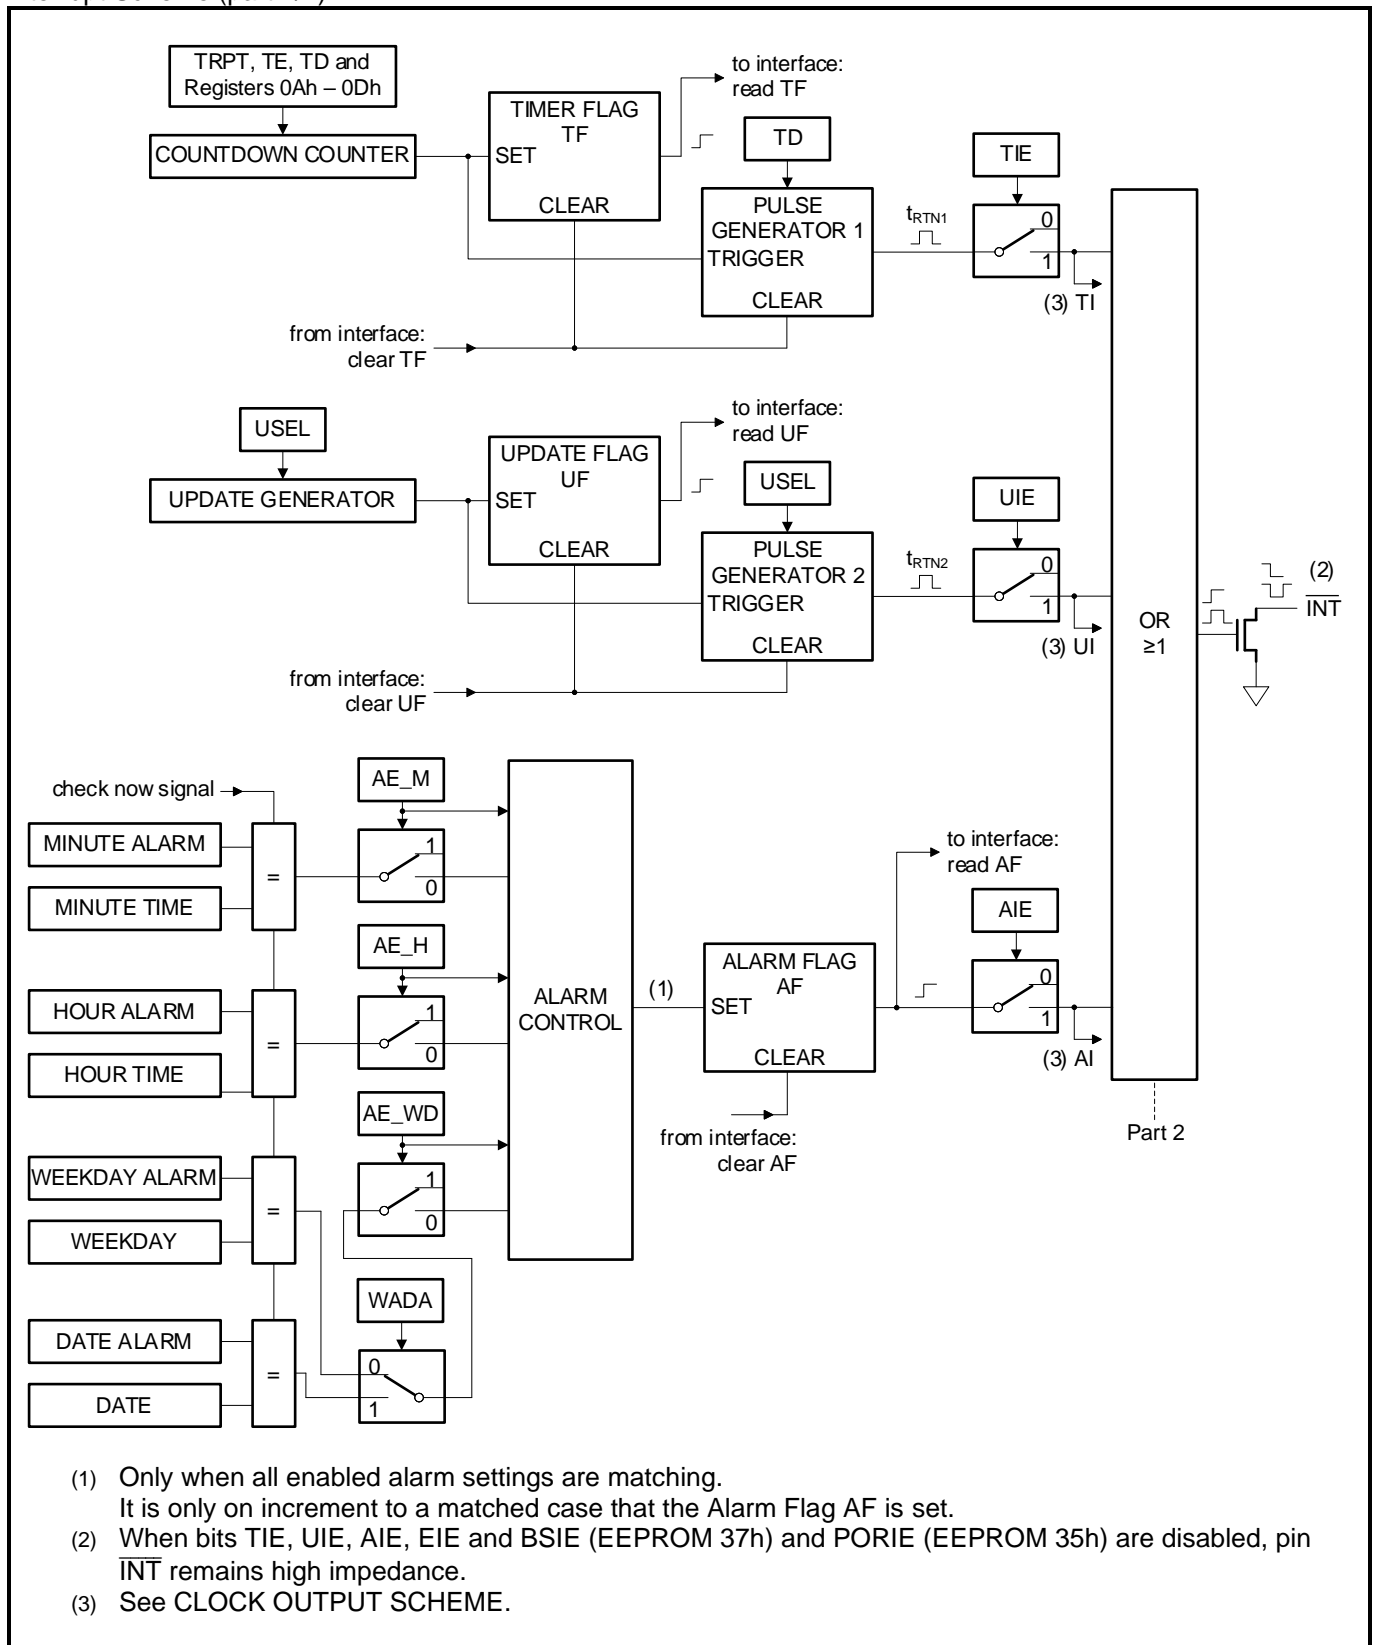 TRPT, TE, TD and
Registers 0Ah – 0Dh
COUNTDOWN COUNTER
TIMER FLAG
TF
SET
CLEAR
to interface:
read TF
TD
PULSE
GENERATOR 1
TRIGGER
CLEAR
tRTN1
TIE
0
1
(3) TI
from interface:
clear TF
USEL
UPDATE GENERATOR
UPDATE FLAG
UF
SET
CLEAR
to interface:
read UF
USEL
PULSE
GENERATOR 2
TRIGGER
CLEAR
tRTN2
UIE
0
1
(3) UI
from interface:
clear UF
OR
≥1
(2)
INT
check now signal
MINUTE ALARM
MINUTE TIME
=
AE_M
1
0
HOUR ALARM
HOUR TIME
=
AE_H
1
0
WEEKDAY ALARM
WEEKDAY
=
AE_WD
1
0
DATE ALARM
DATE
=
WADA
0
1
ALARM
CONTROL
(1)
ALARM FLAG
AF
SET
CLEAR
to interface:
read AF
AIE
0
1
(3) AI
from interface:
clear AF
Part 2
(1) Only when all enabled alarm settings are matching.
It is only on increment to a matched case that the Alarm Flag AF is set.
(2) When bits TIE, UIE, AIE, EIE and BSIE (EEPROM 37h) and PORIE (EEPROM 35h) are disabled, pin
INT remains high impedance.
(3) See CLOCK OUTPUT SCHEME.